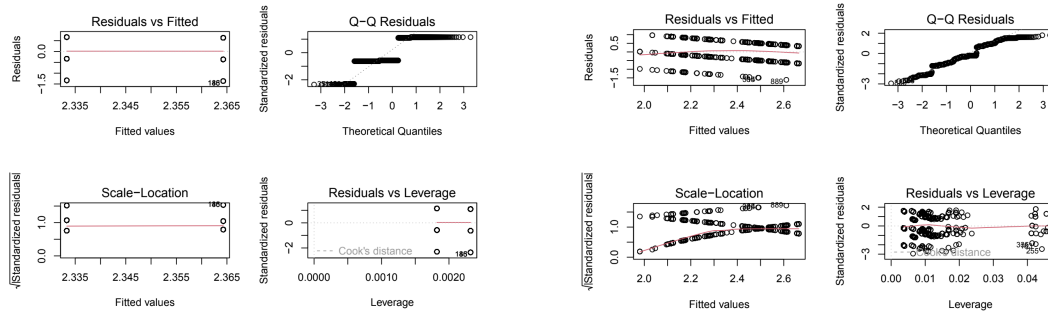 Residuals vs Fitted
Residuals
0.0
−1.5
2.335 2.345 2.355 2.365
Fitted values
Q−Q Residuals
Standardized residuals
0
−2
−3 −2 −1 0 1 2 3
Theoretical Quantiles
Scale−Location
√|Standardized residuals|
1.0
0.0
2.335 2.345 2.355 2.365
Fitted values
Residuals vs Leverage
Standardized residuals
0
−2
Cook's distance
0.0000 0.0010 0.0020
Leverage
Residuals vs Fitted
Residuals
0.5
−1.5
889
2.0 2.2 2.4 2.6
Fitted values
Q−Q Residuals
Standardized residuals
2
0
−3
−3 −2 −1 0 1 2 3
Theoretical Quantiles
Scale−Location
√|Standardized residuals|
1.0
0.0
889
2.0 2.2 2.4 2.6
Fitted values
Residuals vs Leverage
Standardized residuals
2
0
−3
Cook's distance
255
0.00 0.01 0.02 0.03 0.04
Leverage